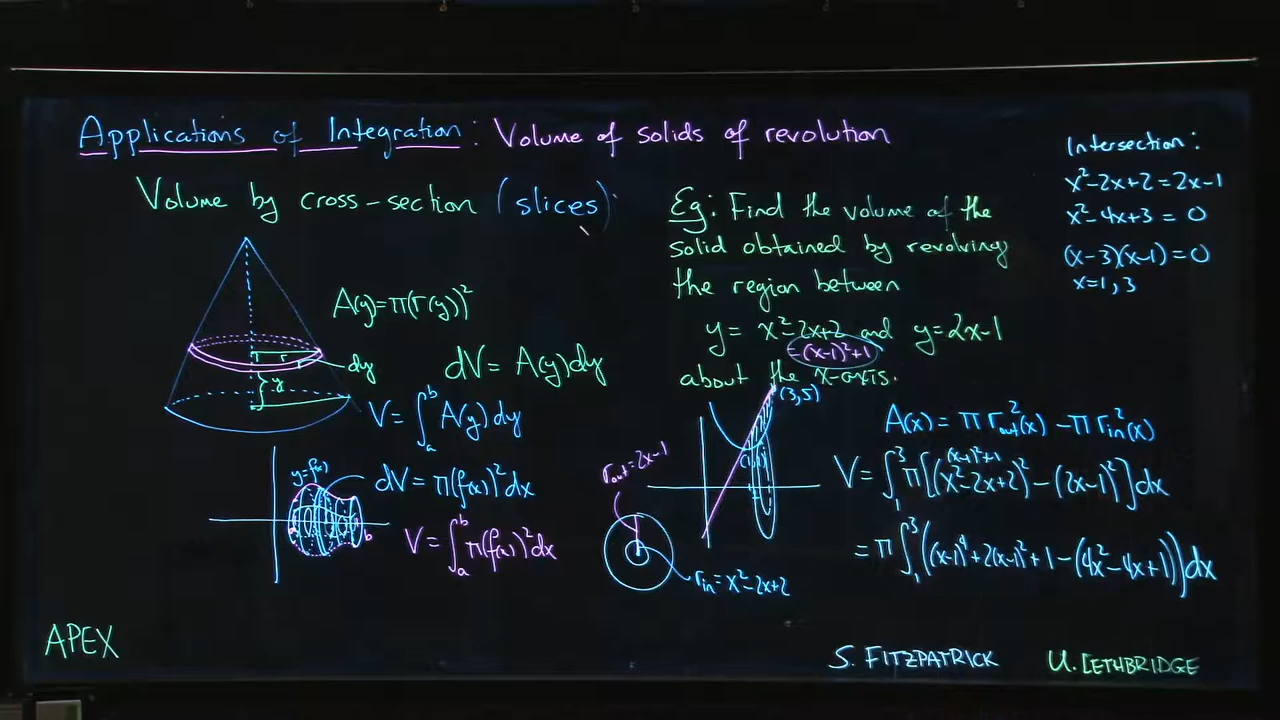 Applications of Integration: Volume of solids of revolution
Volume by cross-section (slices):
A(y)=π(r(y))²
r
y
dy
dV = A(y)dy
V = ∫ₐᵇ A(y) dy
y=f(x)
dV = π(f(x))²dx
a
b
V = ∫ₐᵇ π(f(x))²dx
Eg: Find the volume of the
solid obtained by revolving
the region between
y = x²-2x+2 and y=2x-1
=(x-1)²+1
about the x-axis.
(3,5)
(1,1)
r_out=2x-1
r_in=x²-2x+2
Intersection:
x²-2x+2=2x-1
x²-4x+3=0
(x-3)(x-1)=0
x=1,3
A(x) = π r_out²(x) - π r_in²(x)
(x-1)²+1
V = ∫₁³ π[(x²-2x+2)² - (2x-1)²]dx
= π ∫₁³ ((x-1)⁴+2(x-1)²+1-(4x²-4x+1))dx
APEX
S. FITZPATRICK
U. LETHBRIDGE